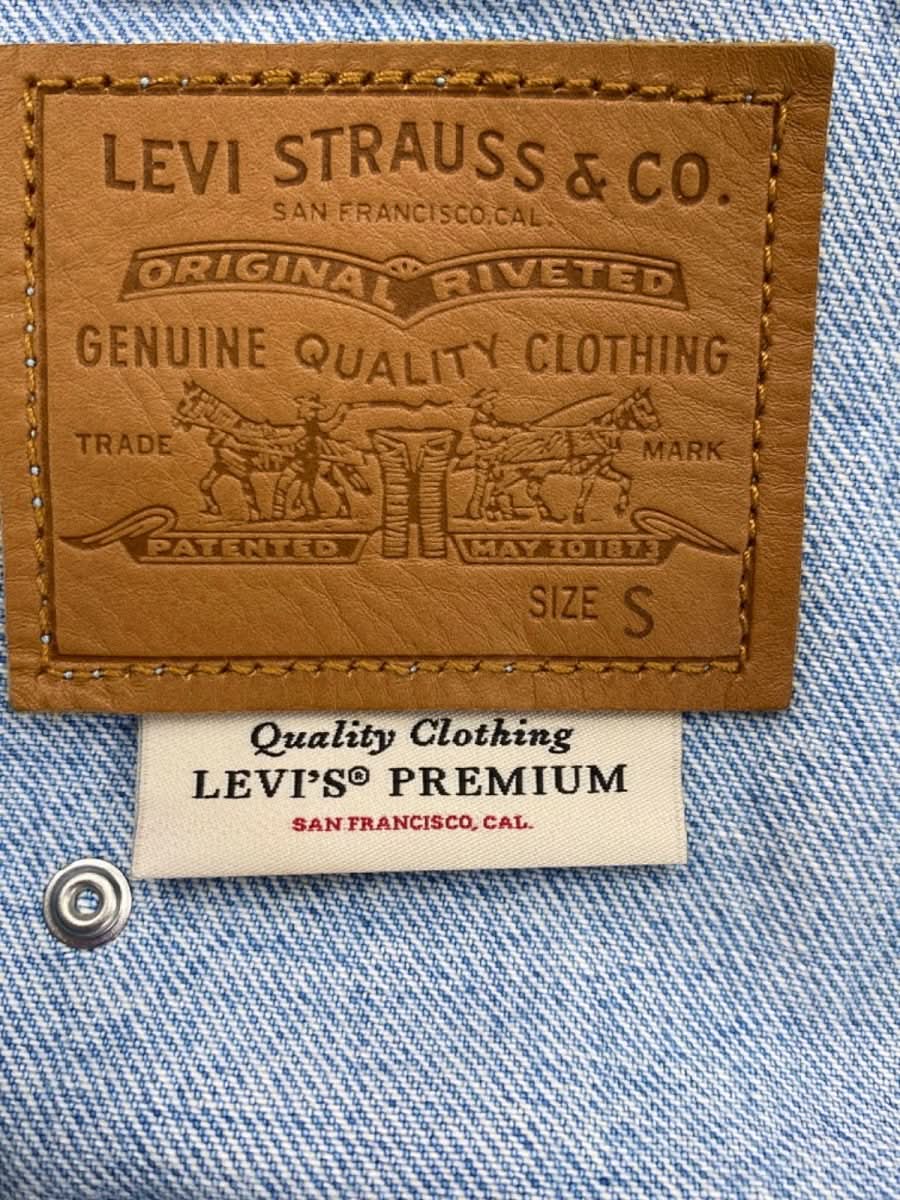 LEVI STRAUSS & CO.
SAN FRANCISCO, CAL.
ORIGINAL RIVETED
GENUINE QUALITY CLOTHING
TRADE MARK
PATENTED MAY 20 1873
SIZE S
Quality Clothing
LEVI'S® PREMIUM
SAN FRANCISCO, CAL.